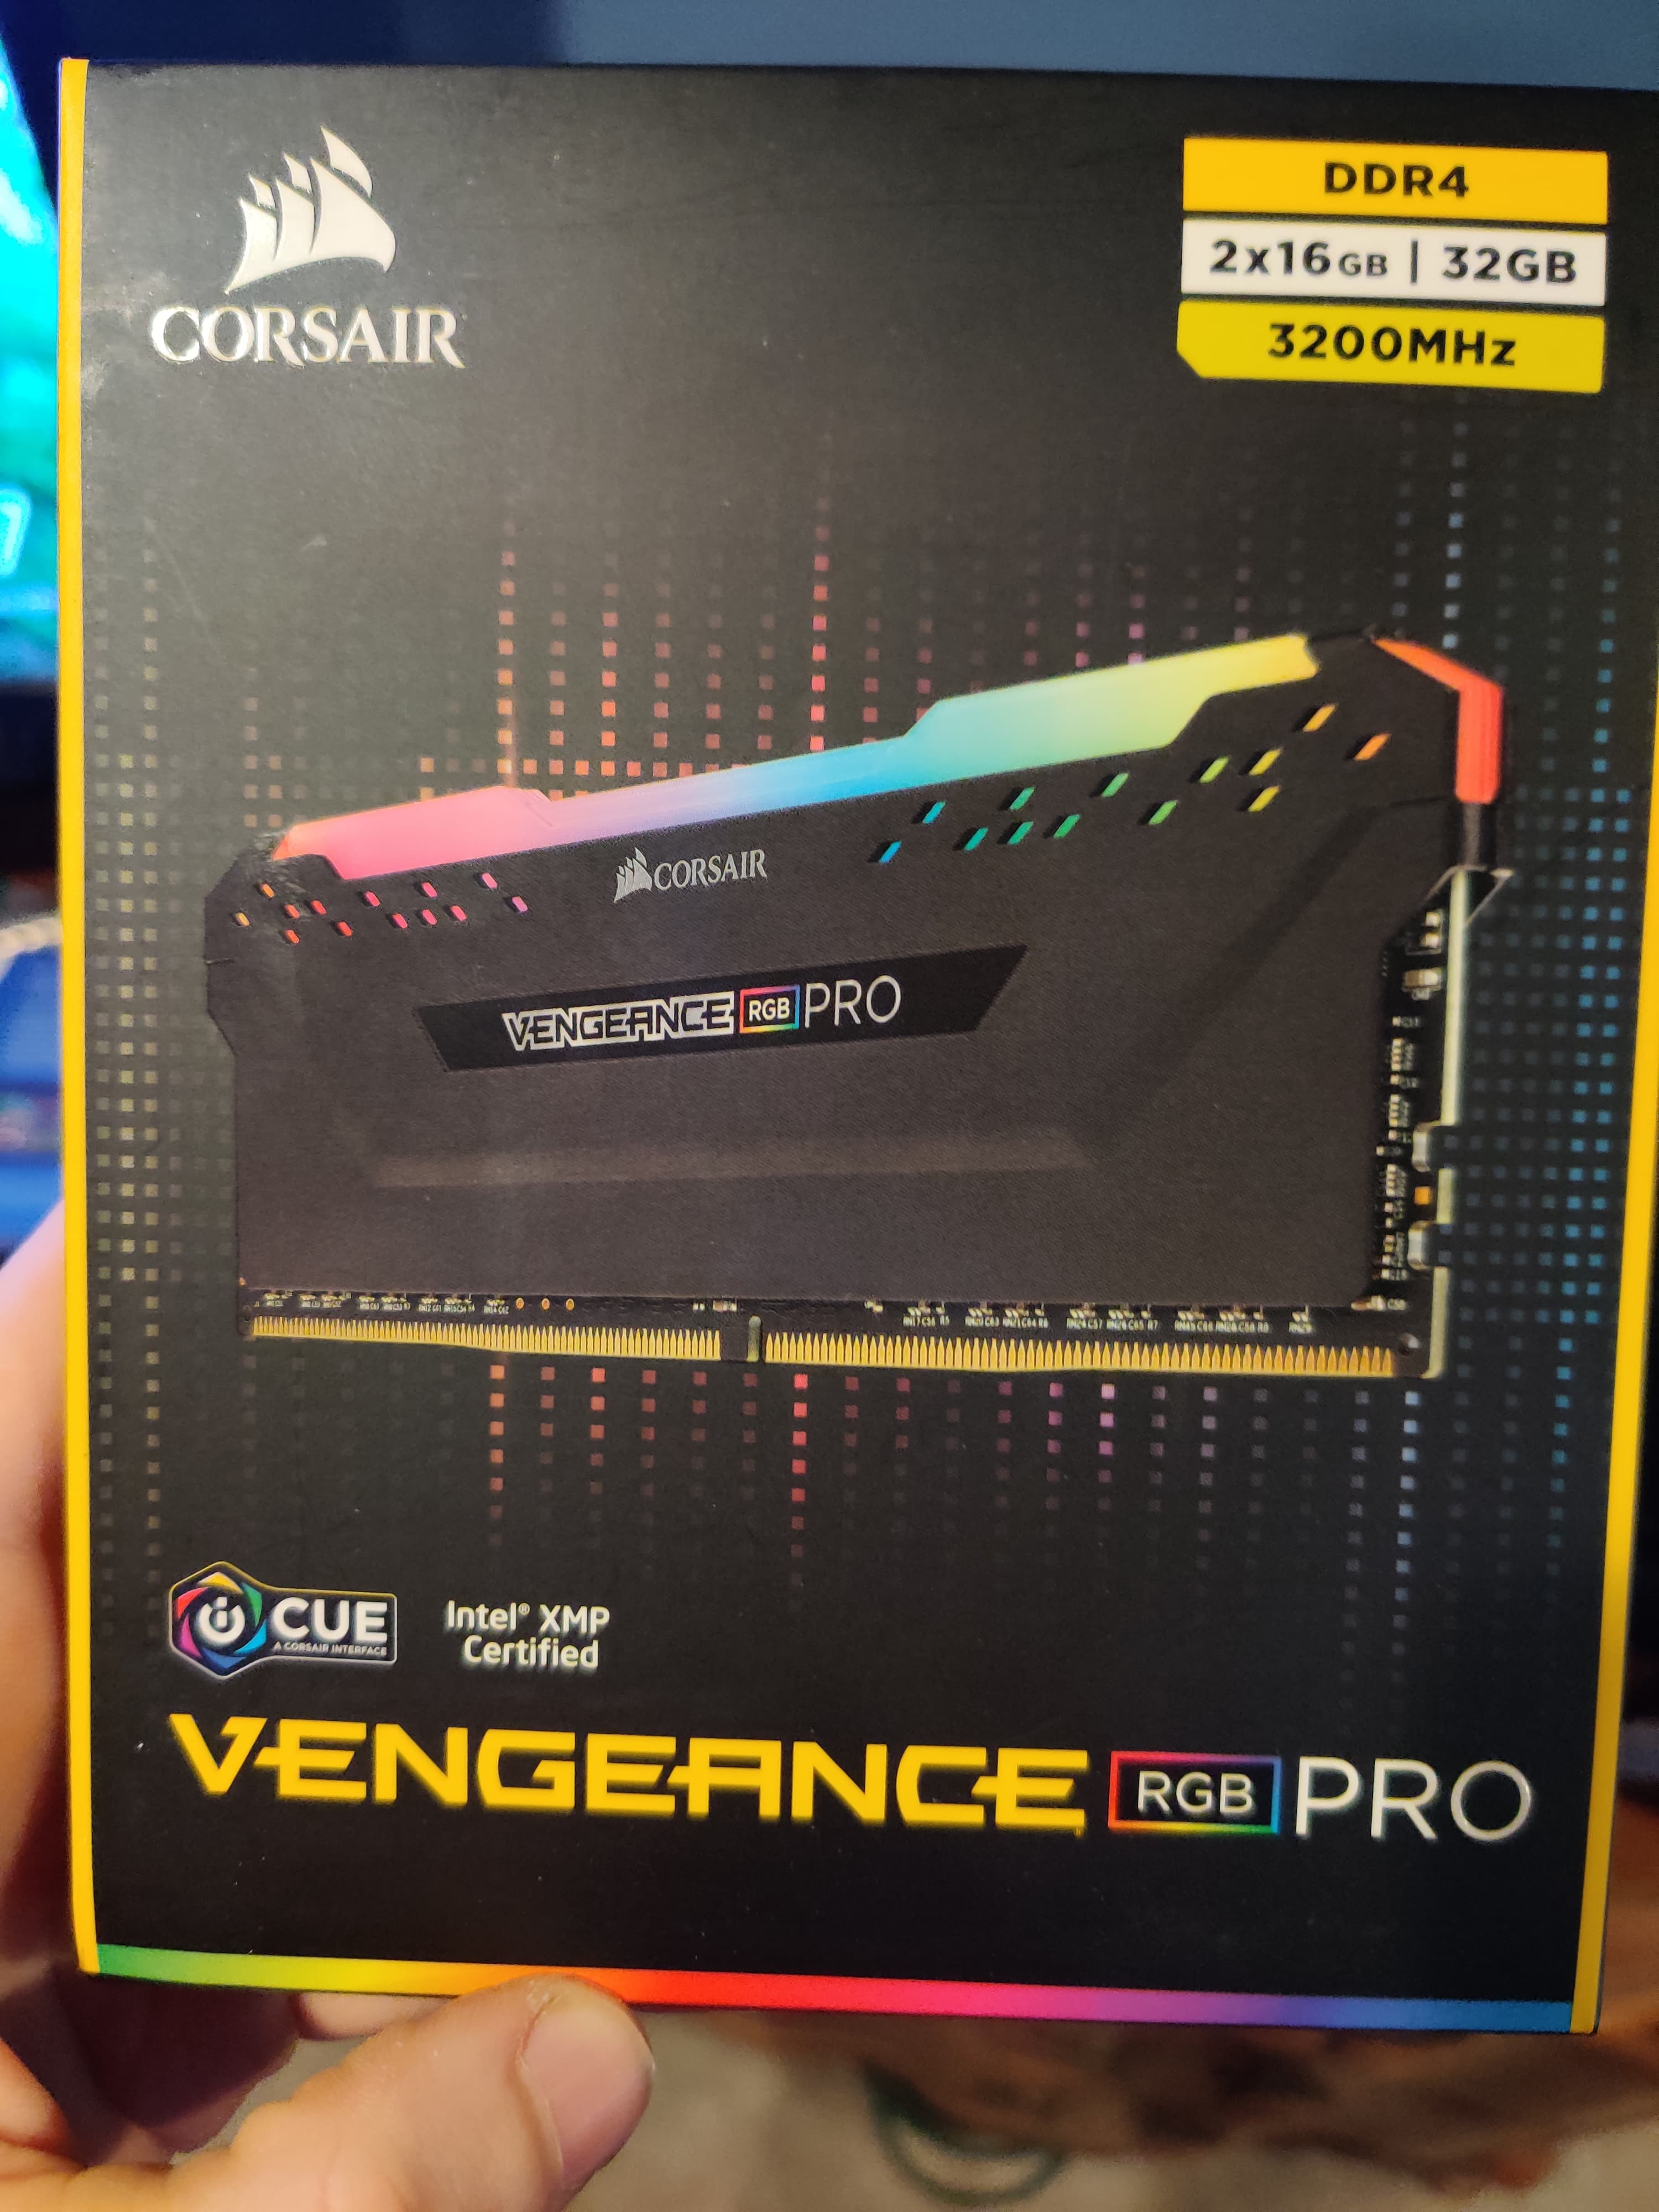 CORSAIR
DDR4
2x16GB | 32GB
3200MHz
CORSAIR
VENGEANCE RGB PRO
iCUE
A CORSAIR INTERFACE
Intel® XMP
Certified
VENGEANCE RGB PRO